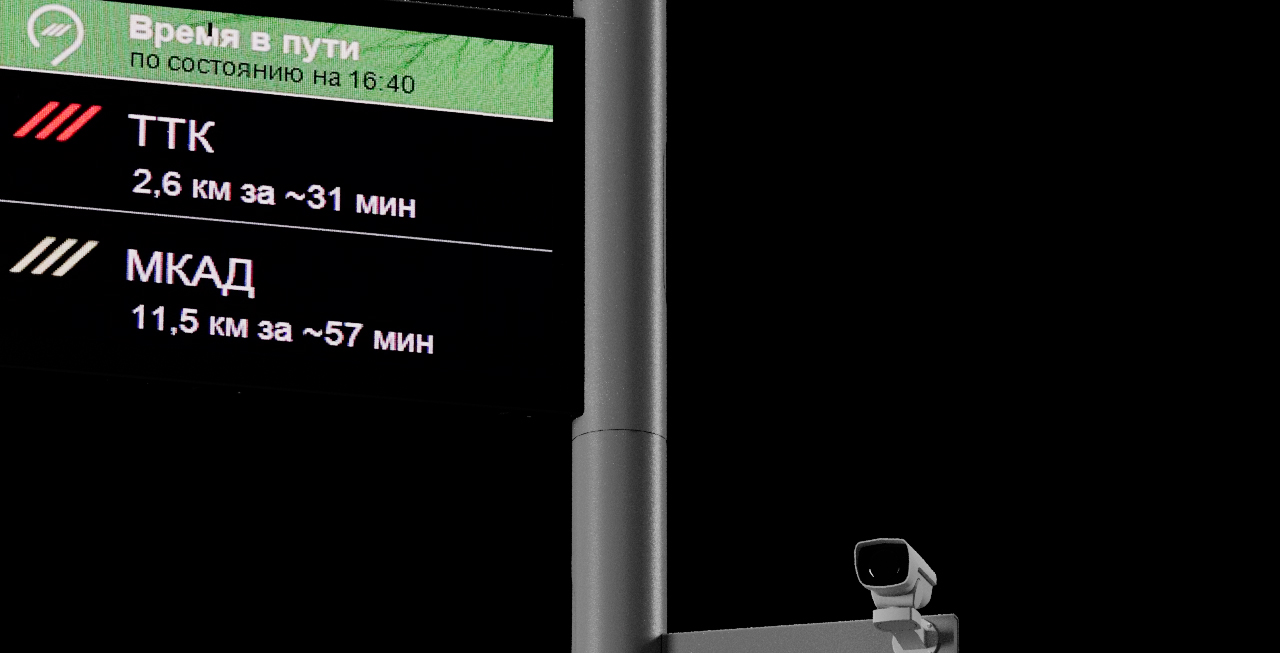 Время в пути
по состоянию на 16:40
ТТК
2,6 км за ~31 мин
МКАД
11,5 км за ~57 мин